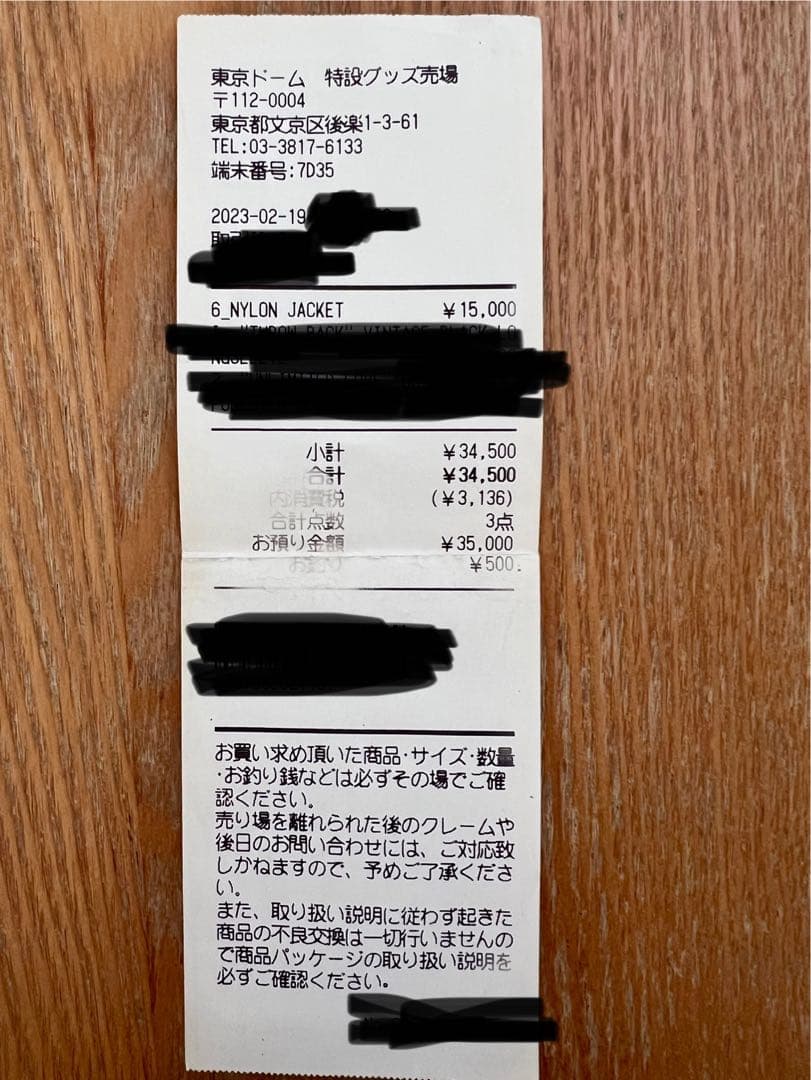 東京ドーム 特設グッズ売場
〒112-0004
東京都文京区後楽1-3-61
TEL:03-3817-6133
端末番号:7D35
2023-02-19
取引
6_NYLON JACKET ¥15,000
小計 ¥34,500
合計 ¥34,500
内消費税 (¥3,136)
合計点数 3点
お預り金額 ¥35,000
お釣り ¥500
お買い求め頂いた商品・サイズ・数量
・お釣り銭などは必ずその場でご確
認ください。
売り場を離れられた後のクレームや
後日のお問い合わせには、ご対応致
しかねますので、予めご了承くださ
い。
また、取り扱い説明に従わず起きた
商品の不良交換は一切行いませんの
で商品パッケージの取り扱い説明を
必ずご確認ください。